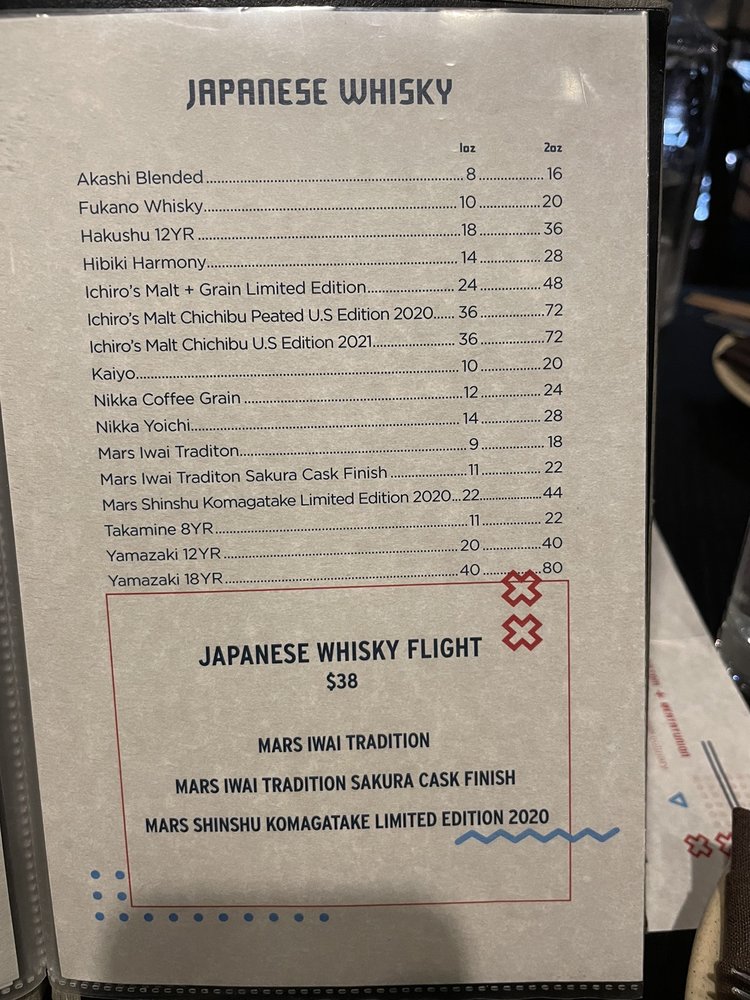 JAPANESE WHISKY
1oz 2oz
Akashi Blended 8 16
Fukano Whisky 10 20
Hakushu 12YR 18 36
Hibiki Harmony 14 28
Ichiro's Malt + Grain Limited Edition 24 48
Ichiro's Malt Chichibu Peated U.S Edition 2020 36 72
Ichiro's Malt Chichibu U.S Edition 2021 36 72
Kaiyo 10 20
Nikka Coffee Grain 12 24
Nikka Yoichi 14 28
Mars Iwai Traditon 9 18
Mars Iwai Traditon Sakura Cask Finish 11 22
Mars Shinshu Komagatake Limited Edition 2020 22 44
Takamine 8YR 11 22
Yamazaki 12YR 20 40
Yamazaki 18YR 40 80
JAPANESE WHISKY FLIGHT
$38
MARS IWAI TRADITION
MARS IWAI TRADITION SAKURA CASK FINISH
MARS SHINSHU KOMAGATAKE LIMITED EDITION 2020